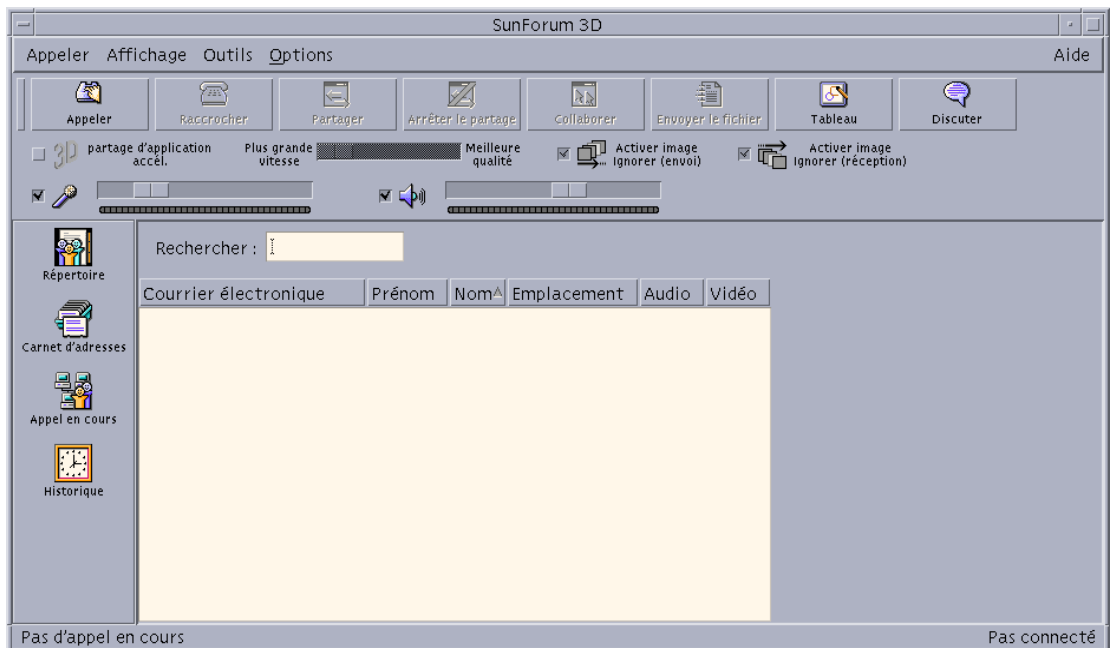 SunForum 3D
Appeler Affichage Outils Options Aide
Appeler Raccrocher Partager Arrêter le partage Collaborer Envoyer le fichier Tableau Discuter
3D partage d'application accél.
Plus grande vitesse
Meilleure qualité
Activer image Ignorer (envoi)
Activer image Ignorer (réception)
Répertoire
Carnet d'adresses
Appel en cours
Historique
Rechercher :
Courrier électronique Prénom Nom Emplacement Audio Vidéo
Pas d'appel en cours
Pas connecté